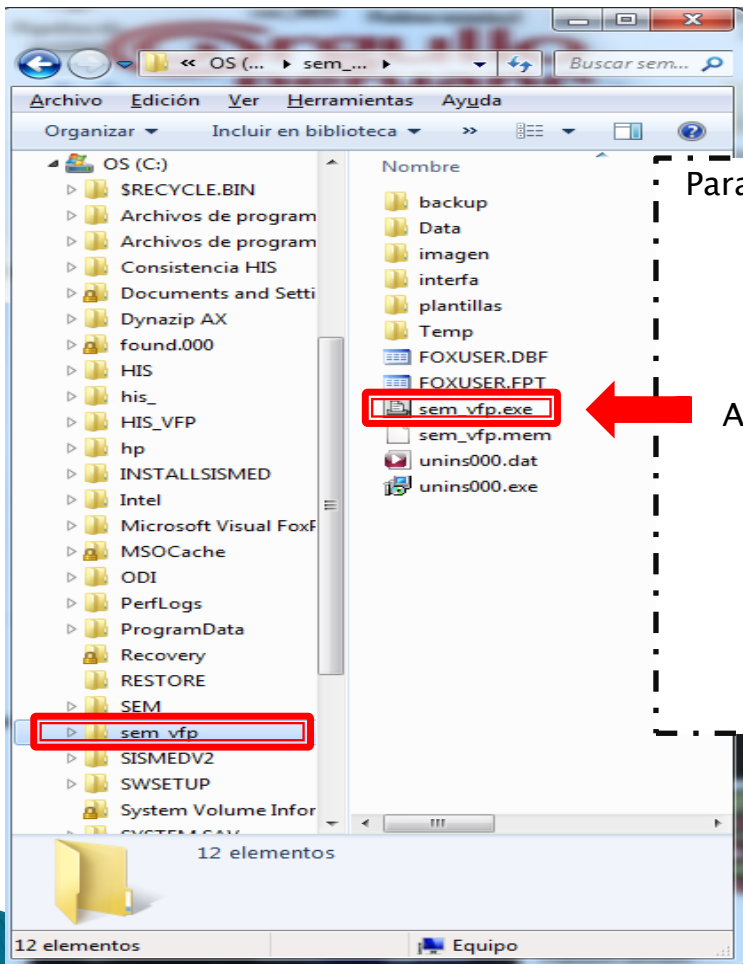 « OS (... ▸ sem_... ▸
Buscar sem...
Archivo Edición Ver Herramientas Ayuda
Organizar ▾ Incluir en biblioteca ▾ »
OS (C:)
$RECYCLE.BIN
Archivos de program
Archivos de program
Consistencia HIS
Documents and Setti
Dynazip AX
found.000
HIS
his_
HIS_VFP
hp
INSTALLSISMED
Intel
Microsoft Visual FoxF
MSOCache
ODI
PerfLogs
ProgramData
Recovery
RESTORE
SEM
sem_vfp
SISMEDV2
SWSETUP
System Volume Infor
SYSTEM.SAV
Nombre
backup
Data
imagen
interfa
plantillas
Temp
FOXUSER.DBF
FOXUSER.FPT
sem_vfp.exe
sem_vfp.mem
unins000.dat
unins000.exe
Para
A
12 elementos
12 elementos
Equipo